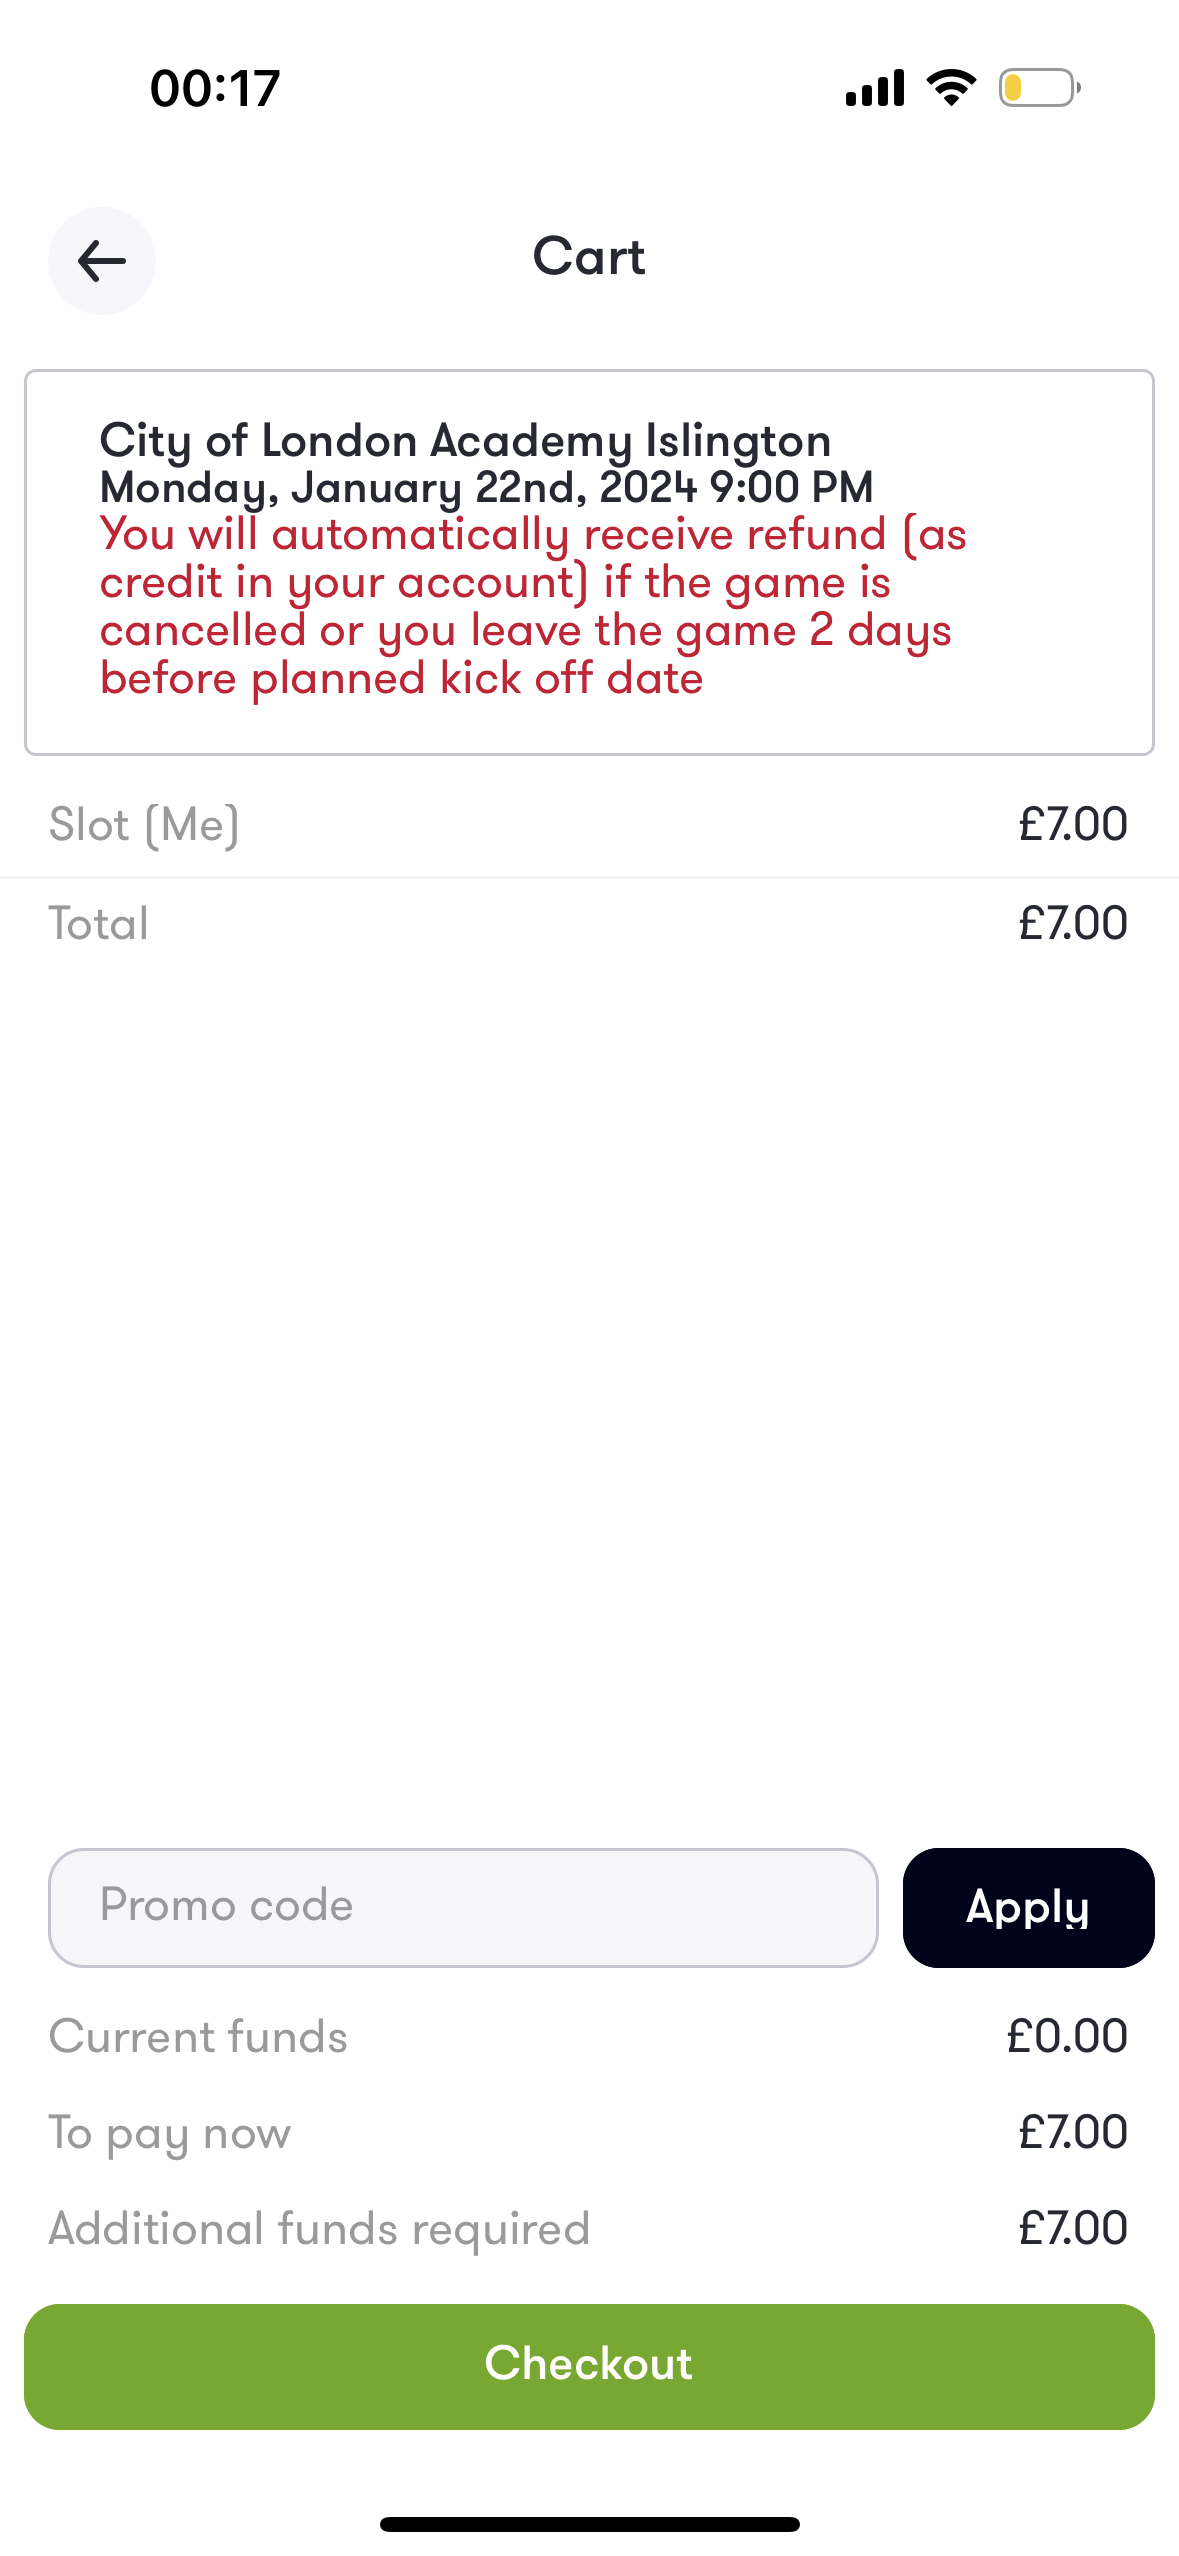 00:17
Cart
City of London Academy Islington
Monday, January 22nd, 2024 9:00 PM
You will automatically receive refund (as
credit in your account) if the game is
cancelled or you leave the game 2 days
before planned kick off date
Slot (Me) £7.00
Total £7.00
Promo code Apply
Current funds £0.00
To pay now £7.00
Additional funds required £7.00
Checkout